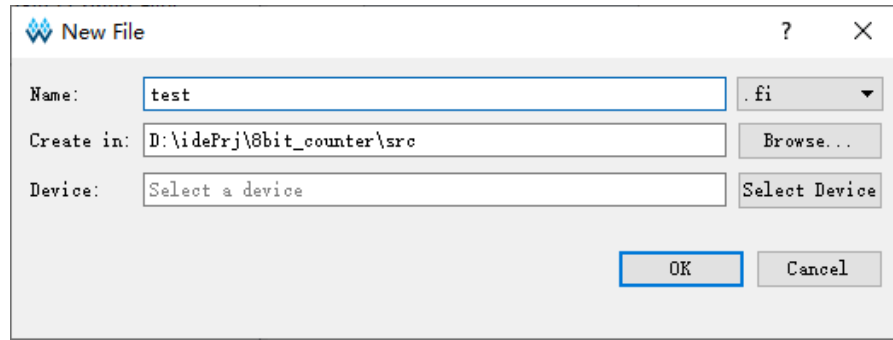 New File ?
Name: test .fi
Create in: D:\idePrj\8bit_counter\src Browse...
Device: Select a device Select Device
OK Cancel